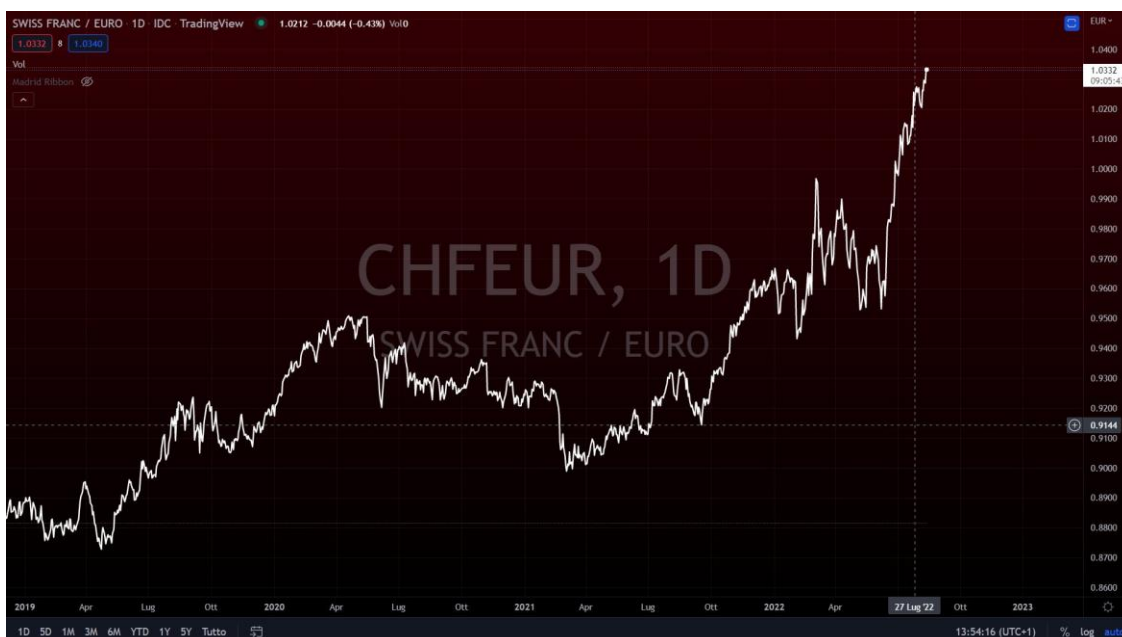 SWISS FRANC / EURO · 1D · IDC · TradingView 1.0212 −0.0044 (−0.43%) Vol0
EUR
1.0332 8 1.0340
Vol
Madrid Ribbon
CHFEUR, 1D
SWISS FRANC / EURO
1.0400
1.0332
09:05:43
1.0200
1.0100
1.0000
0.9900
0.9800
0.9700
0.9600
0.9500
0.9400
0.9300
0.9200
0.9144
0.9100
0.9000
0.8900
0.8800
0.8700
0.8600
2019 Apr Lug Ott 2020 Apr Lug Ott 2021 Apr Lug Ott 2022 Apr 27 Lug '22 Ott 2023
1D 5D 1M 3M 6M YTD 1Y 5Y Tutto 13:54:16 (UTC+1) % log auto